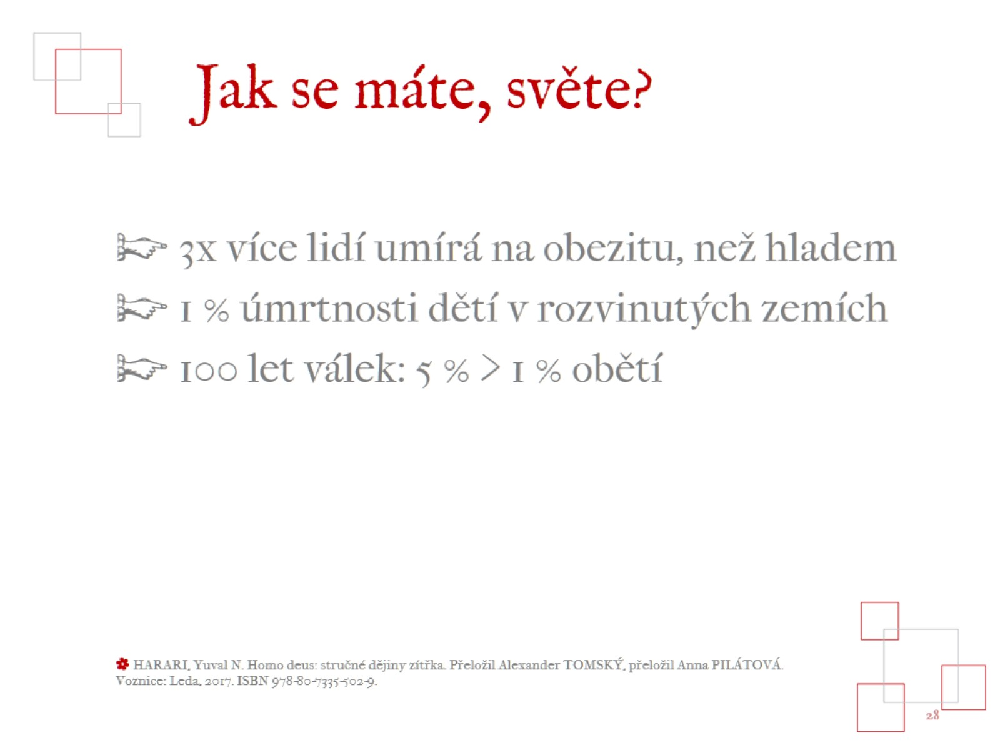 Jak se máte, světe?
3x více lidí umírá na obezitu, než hladem
1 % úmrtnosti dětí v rozvinutých zemích
100 let válek: 5 % > 1 % obětí
HARARI, Yuval N. Homo deus: stručné dějiny zítřka. Přeložil Alexander TOMSKÝ, přeložil Anna PILÁTOVÁ.
Voznice: Leda, 2017. ISBN 978-80-7335-502-9.
28